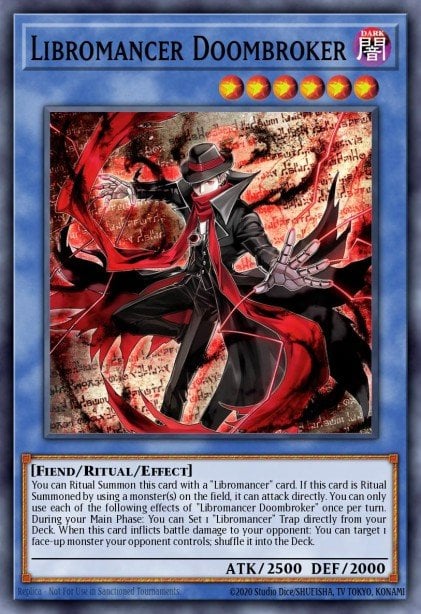 Libromancer Doombroker
DARK
闇
[Fiend/Ritual/Effect]
You can Ritual Summon this card with a "Libromancer" card. If this card is Ritual
Summoned by using a monster(s) on the field, it can attack directly. You can only
use each of the following effects of "Libromancer Doombroker" once per turn.
During your Main Phase: You can Set 1 "Libromancer" Trap directly from your
Deck. When this card inflicts battle damage to your opponent: You can target 1
face-up monster your opponent controls; shuffle it into the Deck.
ATK/2500 DEF/2000
Replica - Not For Use in Sanctioned Tournaments.
©2020 Studio Dice/SHUEISHA, TV TOKYO, KONAMI